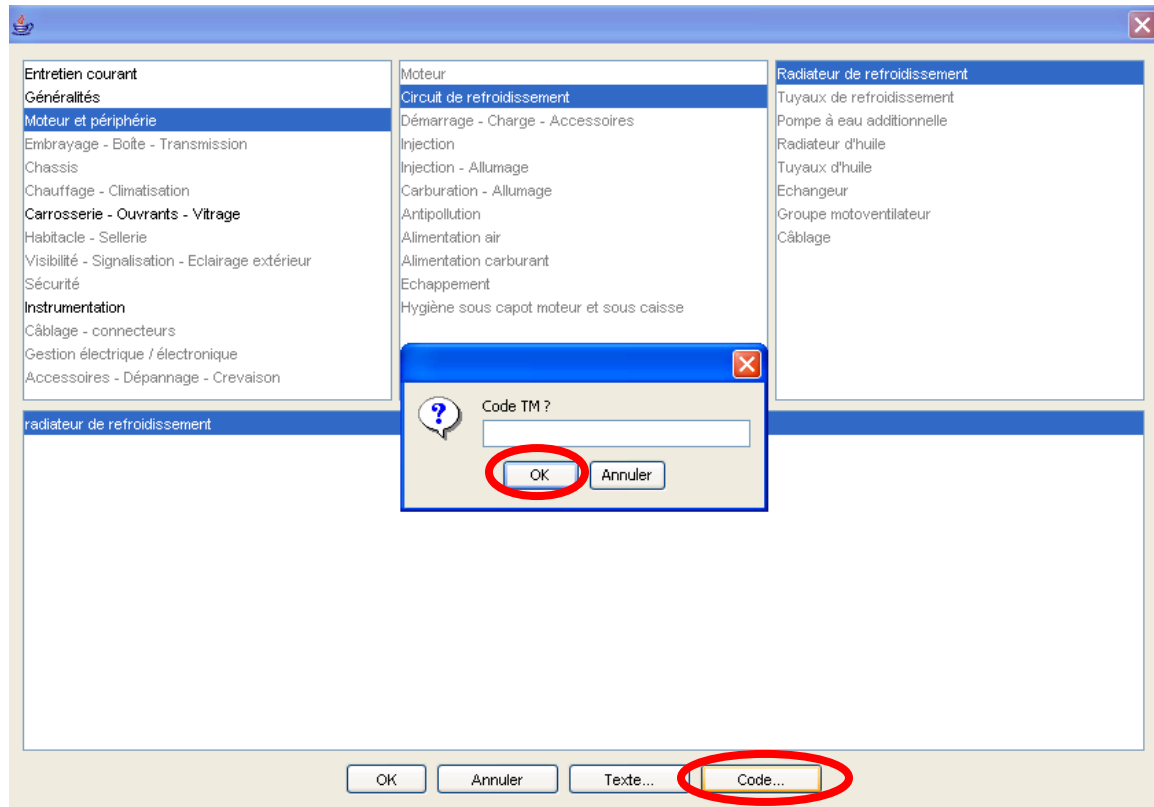 Entretien courant
Généralités
Moteur et périphérie
Embrayage - Boîte - Transmission
Chassis
Chauffage - Climatisation
Carrosserie - Ouvrants - Vitrage
Habitacle - Sellerie
Visibilité - Signalisation - Eclairage extérieur
Sécurité
Instrumentation
Câblage - connecteurs
Gestion électrique / électronique
Accessoires - Dépannage - Crevaison
Moteur
Circuit de refroidissement
Démarrage - Charge - Accessoires
Injection
Injection - Allumage
Carburation - Allumage
Antipollution
Alimentation air
Alimentation carburant
Echappement
Hygiène sous capot moteur et sous caisse
Radiateur de refroidissement
Tuyaux de refroidissement
Pompe à eau additionnelle
Radiateur d'huile
Tuyaux d'huile
Echangeur
Groupe motoventilateur
Câblage
radiateur de refroidissement
Code TM ?
OK
Annuler
OK
Annuler
Texte...
Code...